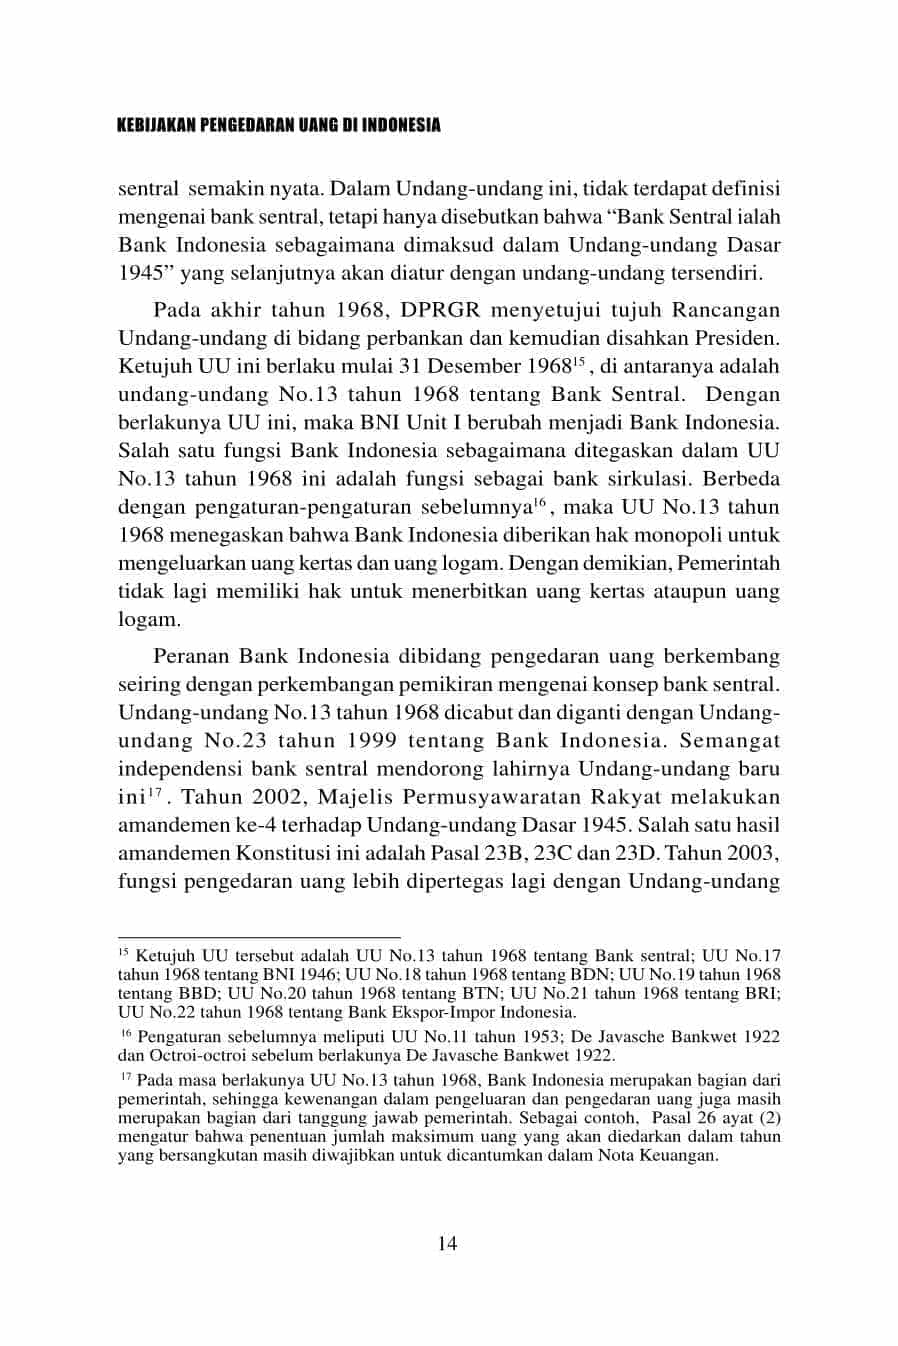 KEBIJAKAN PENGEDARAN UANG DI INDONESIA
sentral semakin nyata. Dalam Undang-undang ini, tidak terdapat definisi
mengenai bank sentral, tetapi hanya disebutkan bahwa “Bank Sentral ialah
Bank Indonesia sebagaimana dimaksud dalam Undang-undang Dasar
1945” yang selanjutnya akan diatur dengan undang-undang tersendiri.
Pada akhir tahun 1968, DPRGR menyetujui tujuh Rancangan
Undang-undang di bidang perbankan dan kemudian disahkan Presiden.
Ketujuh UU ini berlaku mulai 31 Desember 1968¹⁵ , di antaranya adalah
undang-undang No.13 tahun 1968 tentang Bank Sentral. Dengan
berlakunya UU ini, maka BNI Unit I berubah menjadi Bank Indonesia.
Salah satu fungsi Bank Indonesia sebagaimana ditegaskan dalam UU
No.13 tahun 1968 ini adalah fungsi sebagai bank sirkulasi. Berbeda
dengan pengaturan-pengaturan sebelumnya¹⁶ , maka UU No.13 tahun
1968 menegaskan bahwa Bank Indonesia diberikan hak monopoli untuk
mengeluarkan uang kertas dan uang logam. Dengan demikian, Pemerintah
tidak lagi memiliki hak untuk menerbitkan uang kertas ataupun uang
logam.
Peranan Bank Indonesia dibidang pengedaran uang berkembang
seiring dengan perkembangan pemikiran mengenai konsep bank sentral.
Undang-undang No.13 tahun 1968 dicabut dan diganti dengan Undang-
undang No.23 tahun 1999 tentang Bank Indonesia. Semangat
independensi bank sentral mendorong lahirnya Undang-undang baru
ini¹⁷ . Tahun 2002, Majelis Permusyawaratan Rakyat melakukan
amandemen ke-4 terhadap Undang-undang Dasar 1945. Salah satu hasil
amandemen Konstitusi ini adalah Pasal 23B, 23C dan 23D. Tahun 2003,
fungsi pengedaran uang lebih dipertegas lagi dengan Undang-undang
¹⁵ Ketujuh UU tersebut adalah UU No.13 tahun 1968 tentang Bank sentral; UU No.17
tahun 1968 tentang BNI 1946; UU No.18 tahun 1968 tentang BDN; UU No.19 tahun 1968
tentang BBD; UU No.20 tahun 1968 tentang BTN; UU No.21 tahun 1968 tentang BRI;
UU No.22 tahun 1968 tentang Bank Ekspor-Impor Indonesia.
¹⁶ Pengaturan sebelumnya meliputi UU No.11 tahun 1953; De Javasche Bankwet 1922
dan Octroi-octroi sebelum berlakunya De Javasche Bankwet 1922.
¹⁷ Pada masa berlakunya UU No.13 tahun 1968, Bank Indonesia merupakan bagian dari
pemerintah, sehingga kewenangan dalam pengeluaran dan pengedaran uang juga masih
merupakan bagian dari tanggung jawab pemerintah. Sebagai contoh, Pasal 26 ayat (2)
mengatur bahwa penentuan jumlah maksimum uang yang akan diedarkan dalam tahun
yang bersangkutan masih diwajibkan untuk dicantumkan dalam Nota Keuangan.
14